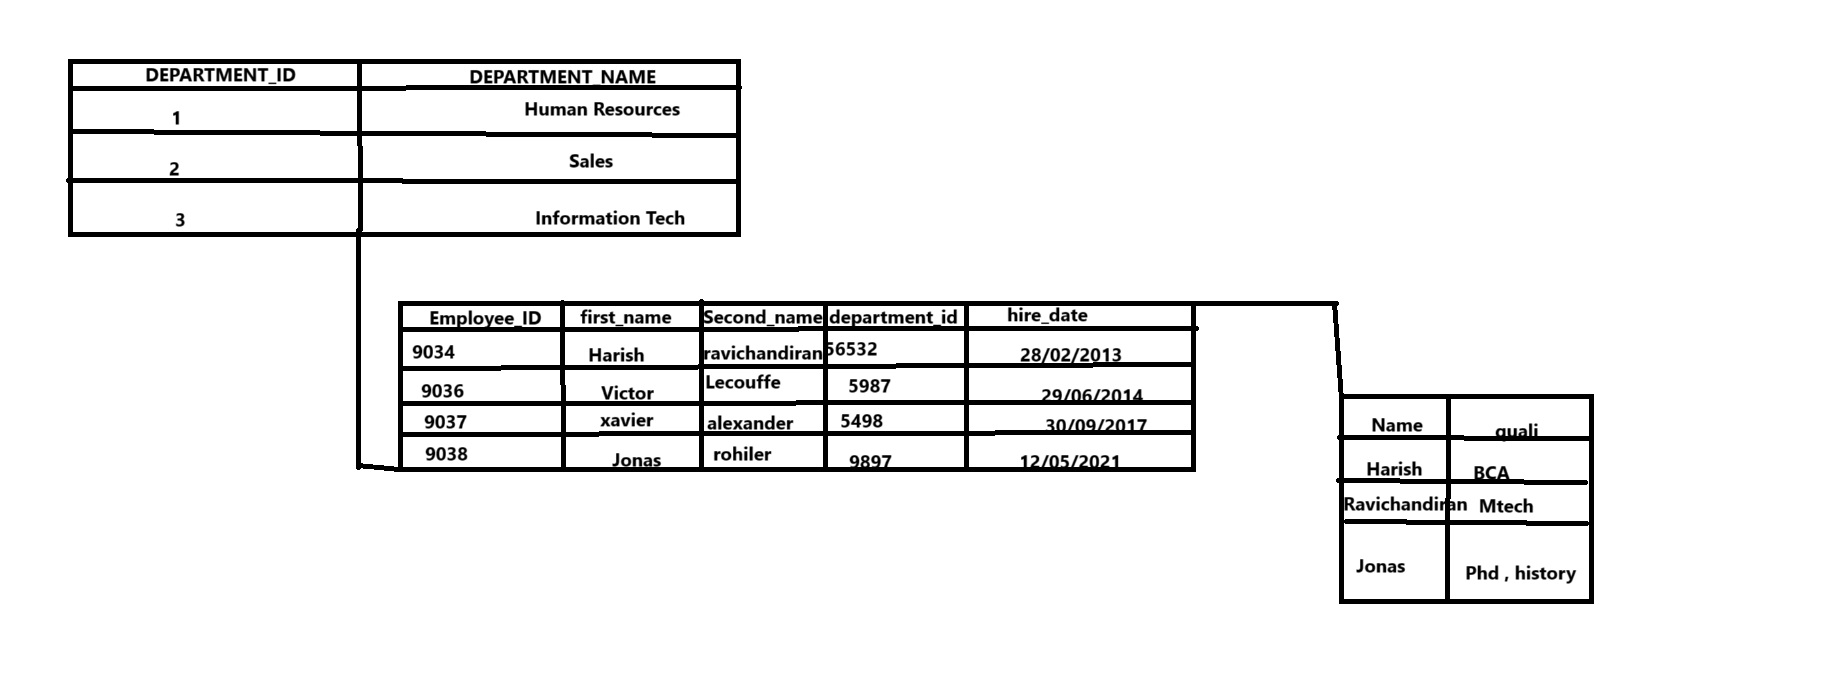 DEPARTMENT_ID DEPARTMENT_NAME
1 Human Resources
2 Sales
3 Information Tech
Employee_ID first_name Second_name department_id hire_date
9034 Harish ravichandiran 56532 28/02/2013
9036 Victor Lecouffe 5987 29/06/2014
9037 xavier alexander 5498 30/09/2017
9038 Jonas rohiler 9897 12/05/2021
Name quali
Harish BCA
Ravichandiran Mtech
Jonas Phd , history